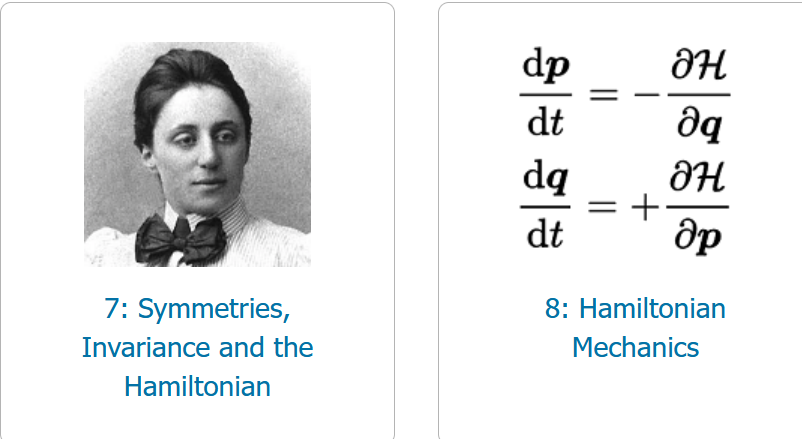 7: Symmetries,
Invariance and the
Hamiltonian
d𝒑/dt = −∂ℋ/∂𝒒
d𝒒/dt = +∂ℋ/∂𝒑
8: Hamiltonian
Mechanics